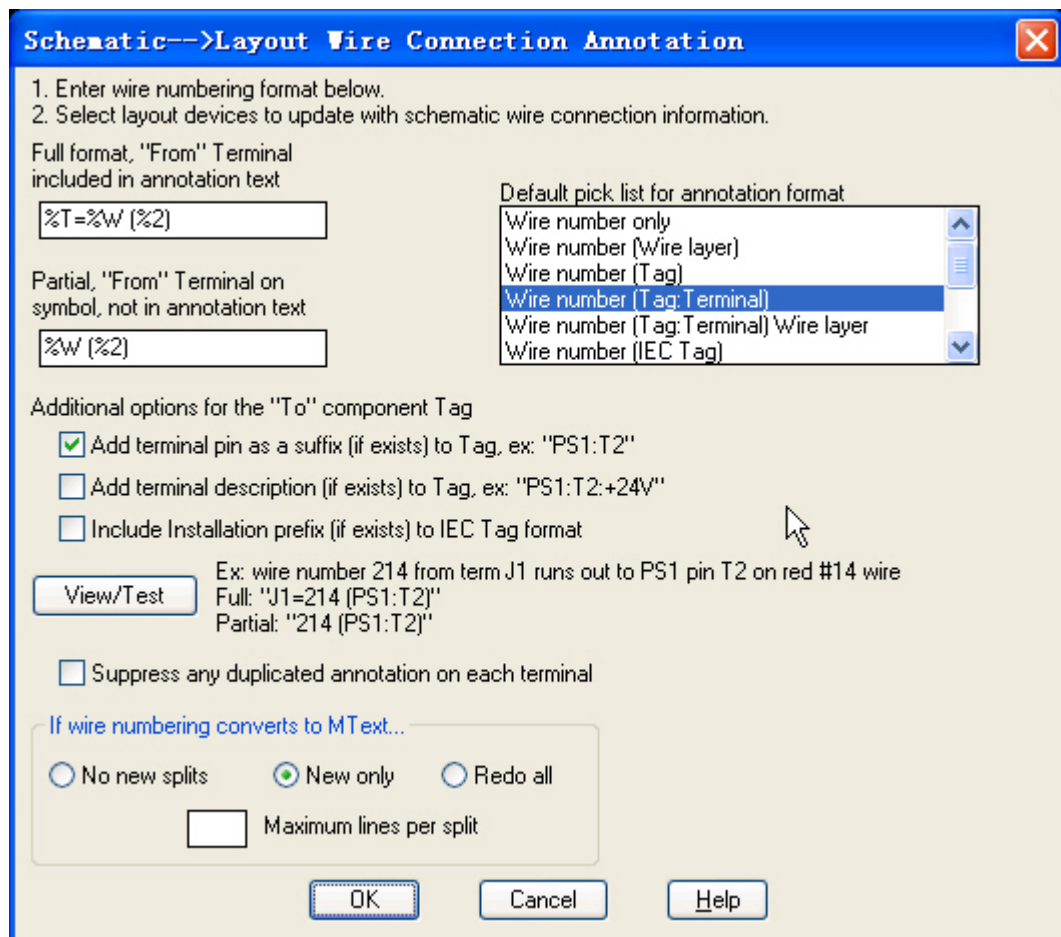 Schematic-->Layout Wire Connection Annotation
1. Enter wire numbering format below.
2. Select layout devices to update with schematic wire connection information.
Full format, "From" Terminal
included in annotation text
%T=%W (%2)
Partial, "From" Terminal on
symbol, not in annotation text
%W (%2)
Default pick list for annotation format
Wire number only
Wire number (Wire layer)
Wire number (Tag)
Wire number (Tag:Terminal)
Wire number (Tag:Terminal) Wire layer
Wire number (IEC Tag)
Additional options for the "To" component Tag
Add terminal pin as a suffix (if exists) to Tag, ex: "PS1:T2"
Add terminal description (if exists) to Tag, ex: "PS1:T2:+24V"
Include Installation prefix (if exists) to IEC Tag format
View/Test
Ex: wire number 214 from term J1 runs out to PS1 pin T2 on red #14 wire
Full: "J1=214 (PS1:T2)"
Partial: "214 (PS1:T2)"
Suppress any duplicated annotation on each terminal
If wire numbering converts to MText...
No new splits
New only
Redo all
Maximum lines per split
OK
Cancel
Help